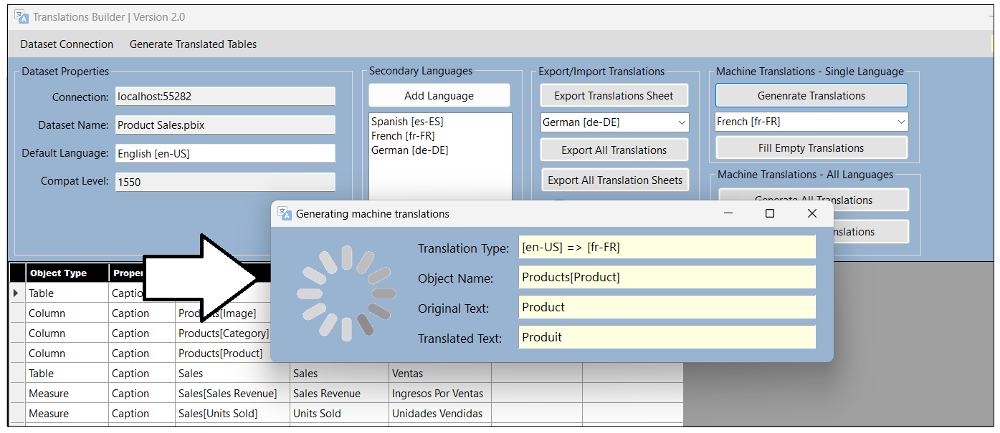 Translations Builder | Version 2.0
Dataset Connection Generate Translated Tables
Dataset Properties
Connection: localhost:55282
Dataset Name: Product Sales.pbix
Default Language: English [en-US]
Compat Level: 1550
Secondary Languages
Add Language
Spanish [es-ES]
French [fr-FR]
German [de-DE]
Export/Import Translations
Export Translations Sheet
German [de-DE]
Export All Translations
Export All Translation Sheets
Machine Translations - Single Language
Genenrate Translations
French [fr-FR]
Fill Empty Translations
Machine Translations - All Languages
Generate All Translations
nslations
Generating machine translations
Translation Type: [en-US] => [fr-FR]
Object Name: Products[Product]
Original Text: Product
Translated Text: Produit
Object Type Proper
Table Captio
Column Caption Products[Image]
Column Caption Products[Category]
Column Caption Products[Product]
Table Caption Sales Sales Ventas
Measure Caption Sales[Sales Revenue] Sales Revenue Ingresos Por Ventas
Measure Caption Sales[Units Sold] Units Sold Unidades Vendidas